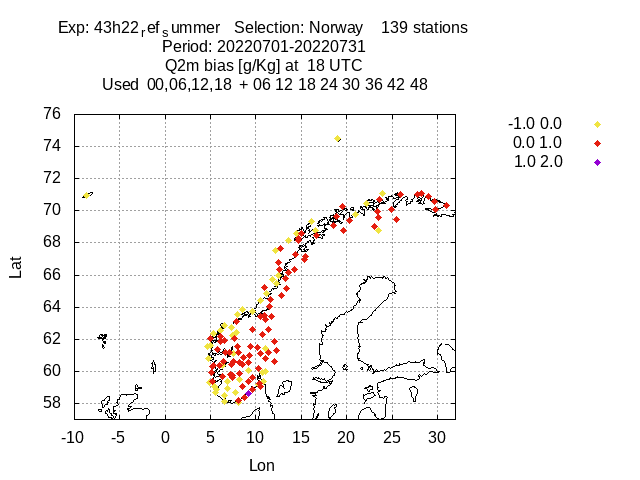 Exp: 43h22refsummer Selection: Norway 139 stations
Period: 20220701-20220731
Q2m bias [g/Kg] at 18 UTC
Used 00,06,12,18 + 06 12 18 24 30 36 42 48
-1.0 0.0
0.0 1.0
1.0 2.0
76
74
72
70
68
66
64
62
60
58
Lat
-10 -5 0 5 10 15 20 25 30
Lon